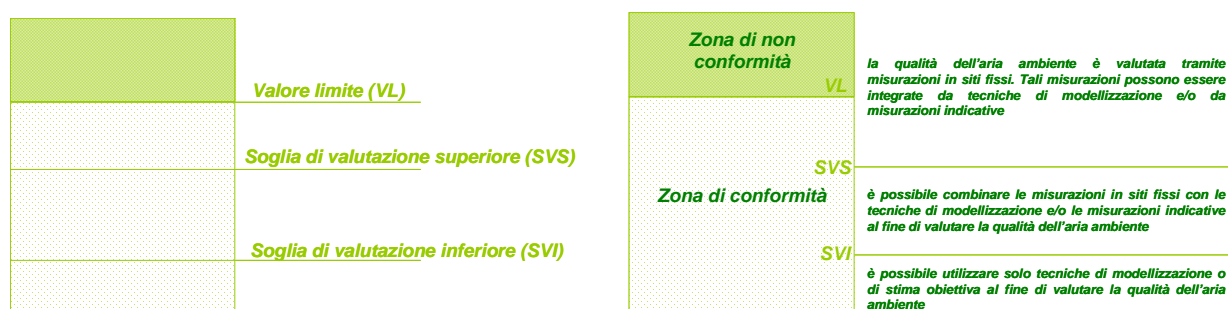 Valore limite (VL)
Soglia di valutazione superiore (SVS)
Soglia di valutazione inferiore (SVI)
Zona di non
conformità
VL
SVS
Zona di conformità
SVI
la qualità dell'aria ambiente è valutata tramite
misurazioni in siti fissi. Tali misurazioni possono essere
integrate da tecniche di modellizzazione e/o da
misurazioni indicative
è possibile combinare le misurazioni in siti fissi con le
tecniche di modellizzazione e/o le misurazioni indicative
al fine di valutare la qualità dell'aria ambiente
è possibile utilizzare solo tecniche di modellizzazione o
di stima obiettiva al fine di valutare la qualità dell'aria
ambiente